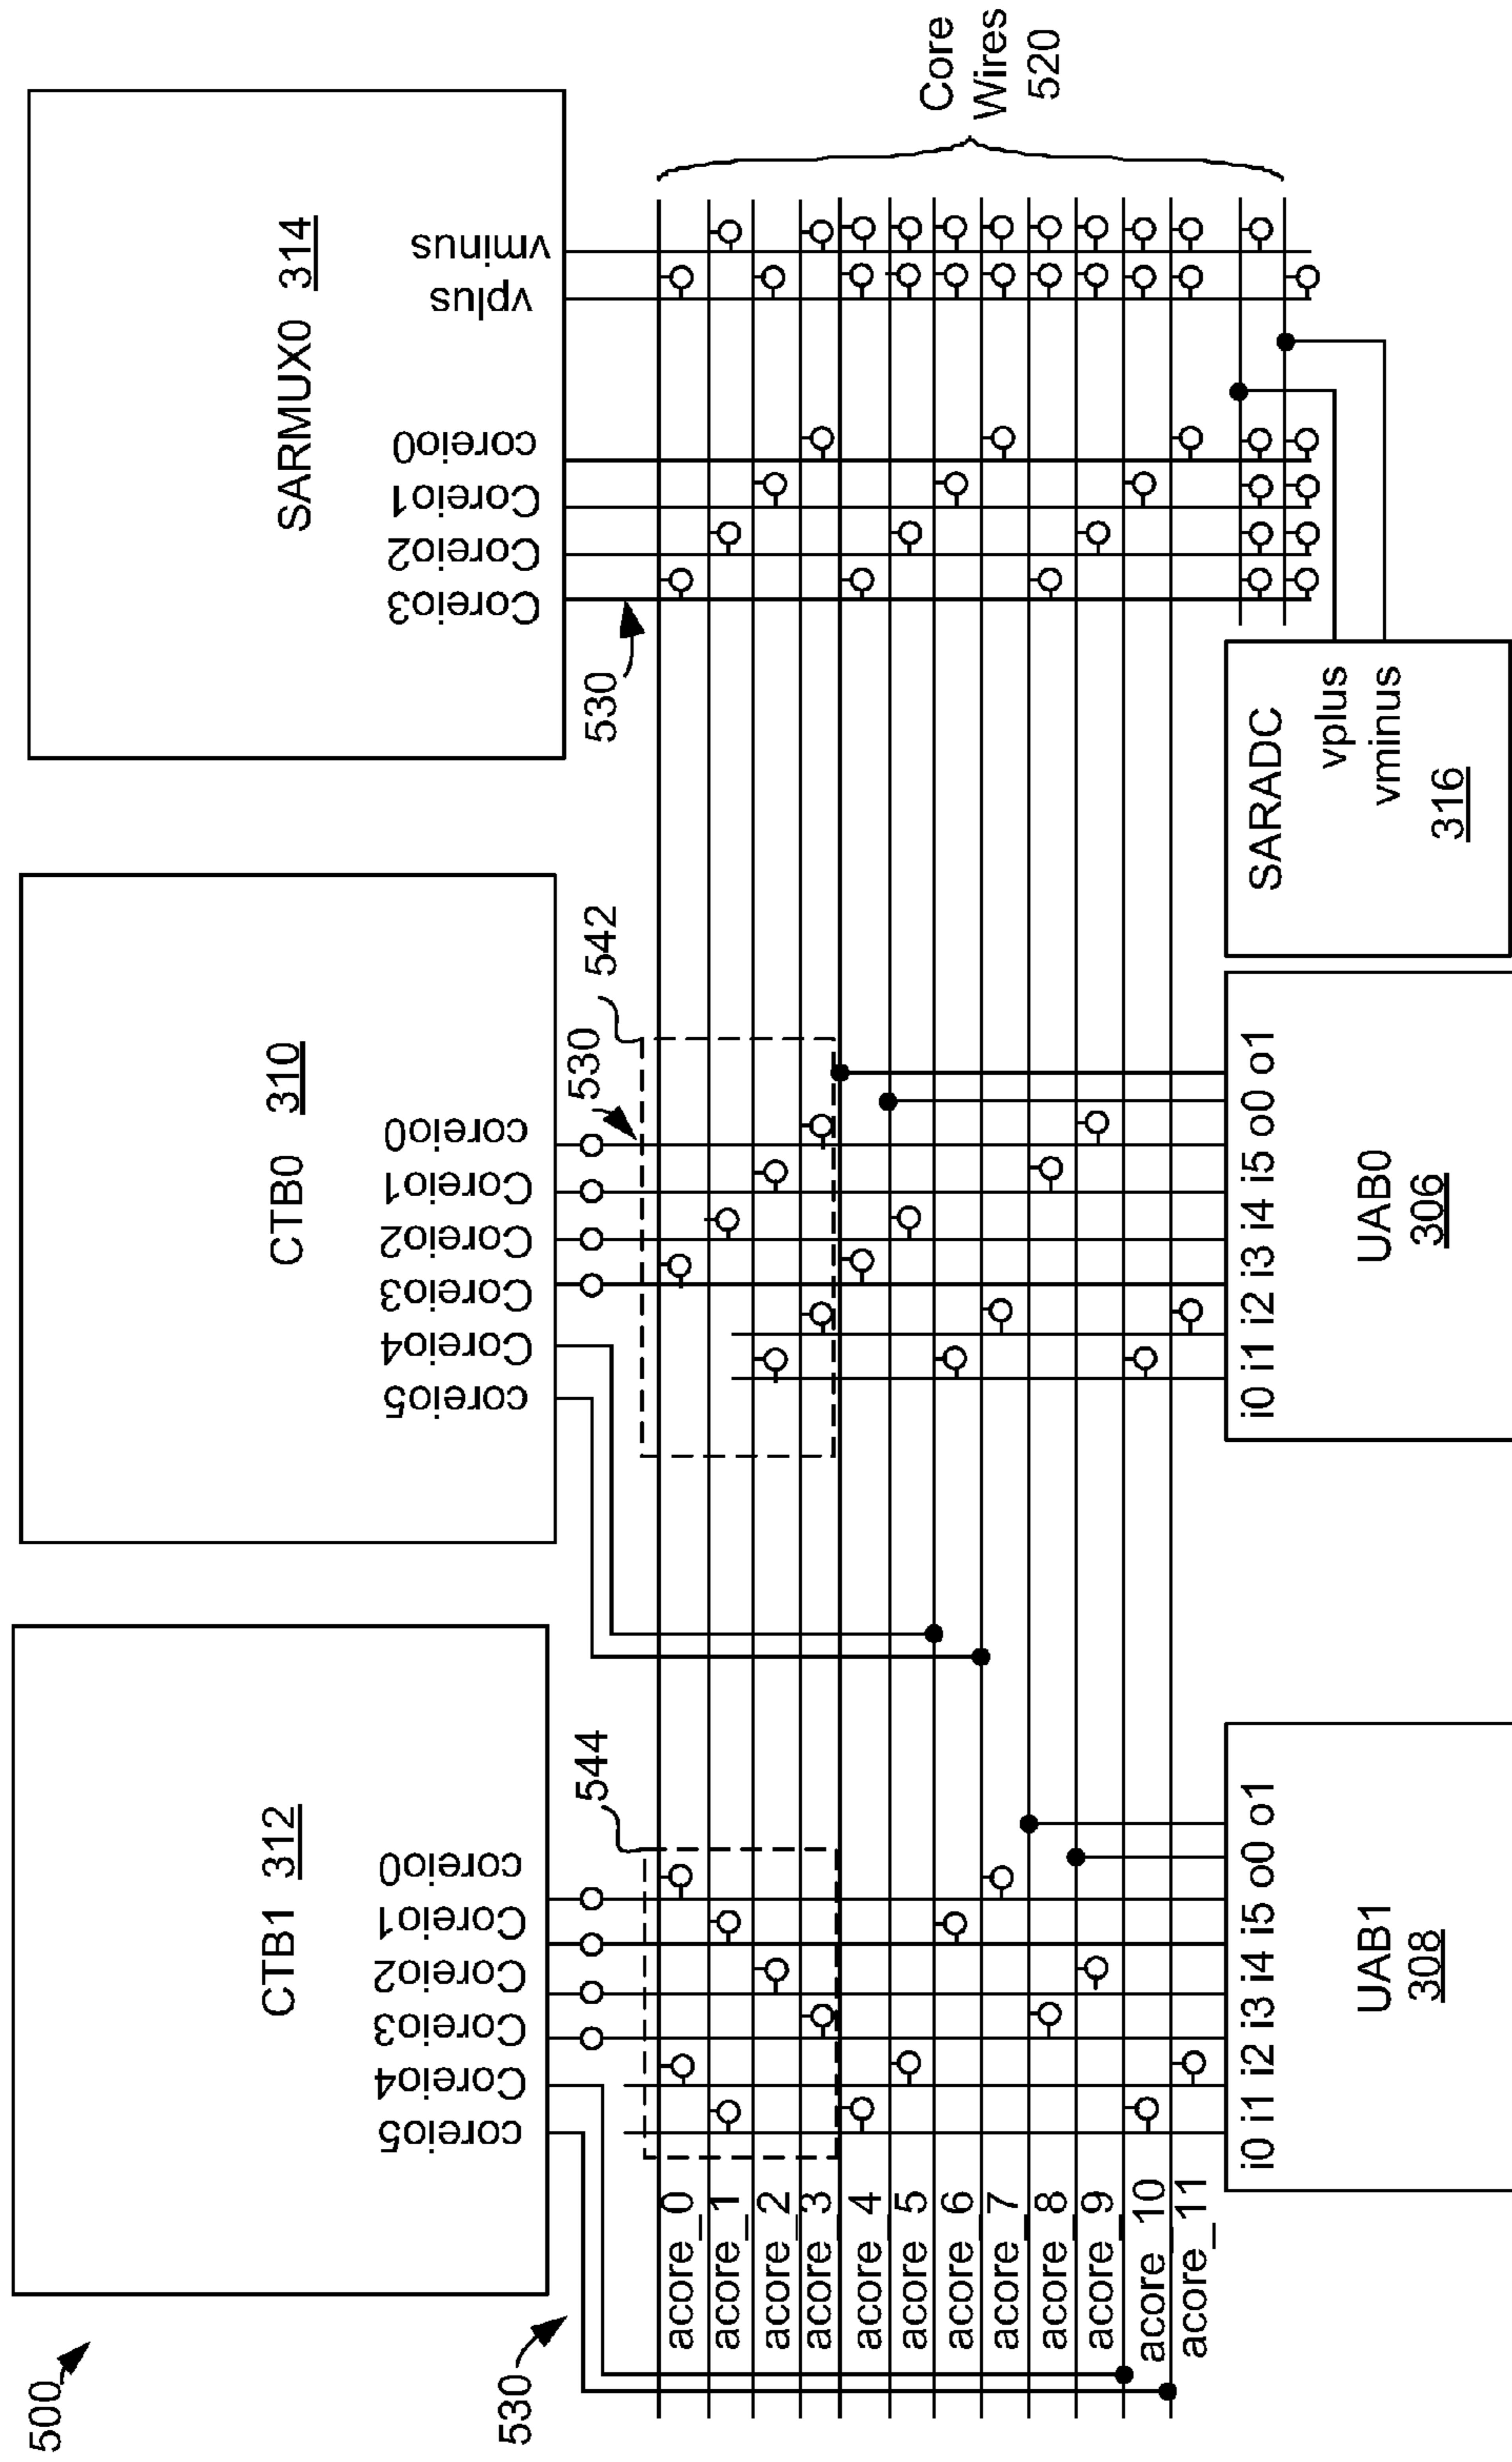 500
CTB1 312
coreio5
Coreio4
Coreio3
Coreio2
Coreio1
coreio0
CTB0 310
coreio5
Coreio4
Coreio3
Coreio2
Coreio1
coreio0
SARMUX0 314
Coreio3
Coreio2
Coreio1
coreio0
vplus
vminus
530
544
530
542
530
acore_0
acore_1
acore_2
acore_3
acore_4
acore_5
acore_6
acore_7
acore_8
acore_9
acore_10
acore_11
Core
Wires
520
i0 i1 i2 i3 i4 i5 o0 o1
UAB1
308
i0 i1 i2 i3 i4 i5 o0 o1
UAB0
306
SARADC
vplus
vminus
316